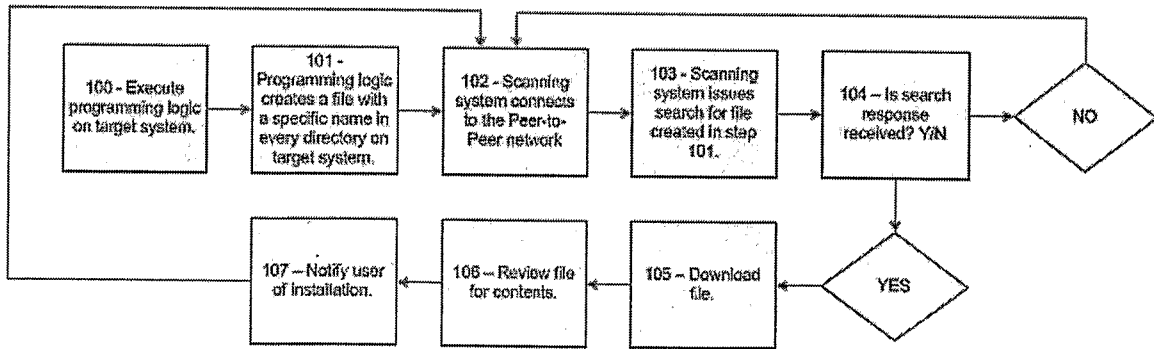 100 - Execute
programming logic
on target system.
101 -
Programming logic
creates a file with
a specific name in
every directory on
target system.
102 - Scanning
system connects
to the Peer-to-
Peer network
103 - Scanning
system issues
search for file
created in step
101.
104 – Is search
response
received? Y/N
NO
107 – Notify user
of installation.
106 – Review file
for contents.
105 – Download
file.
YES